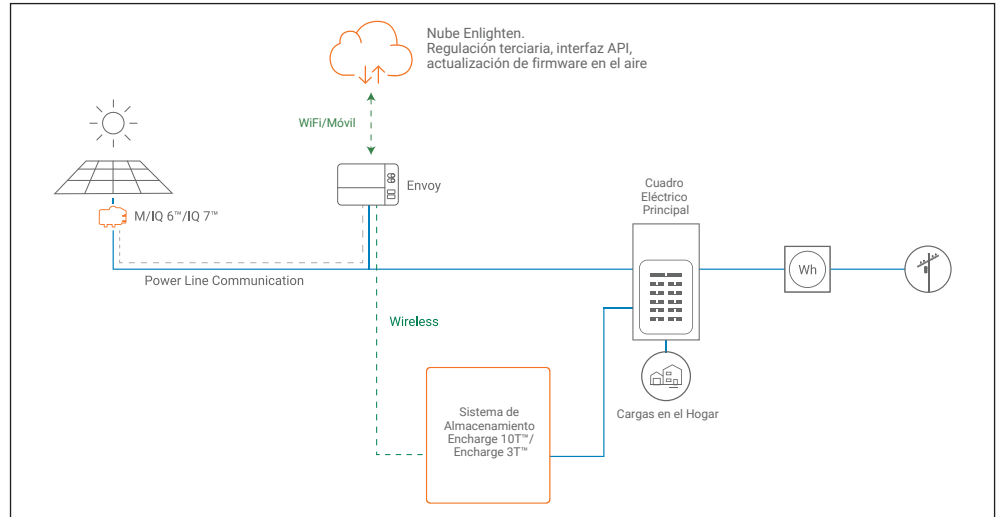 Nube Enlighten.
Regulación terciaria, interfaz API,
actualización de firmware en el aire
WiFi/Móvil
Envoy
M/IQ 6™/IQ 7™
Power Line Communication
Wireless
Cuadro
Eléctrico
Principal
Wh
Cargas en el Hogar
Sistema de
Almacenamiento
Encharge 10T™/
Encharge 3T™